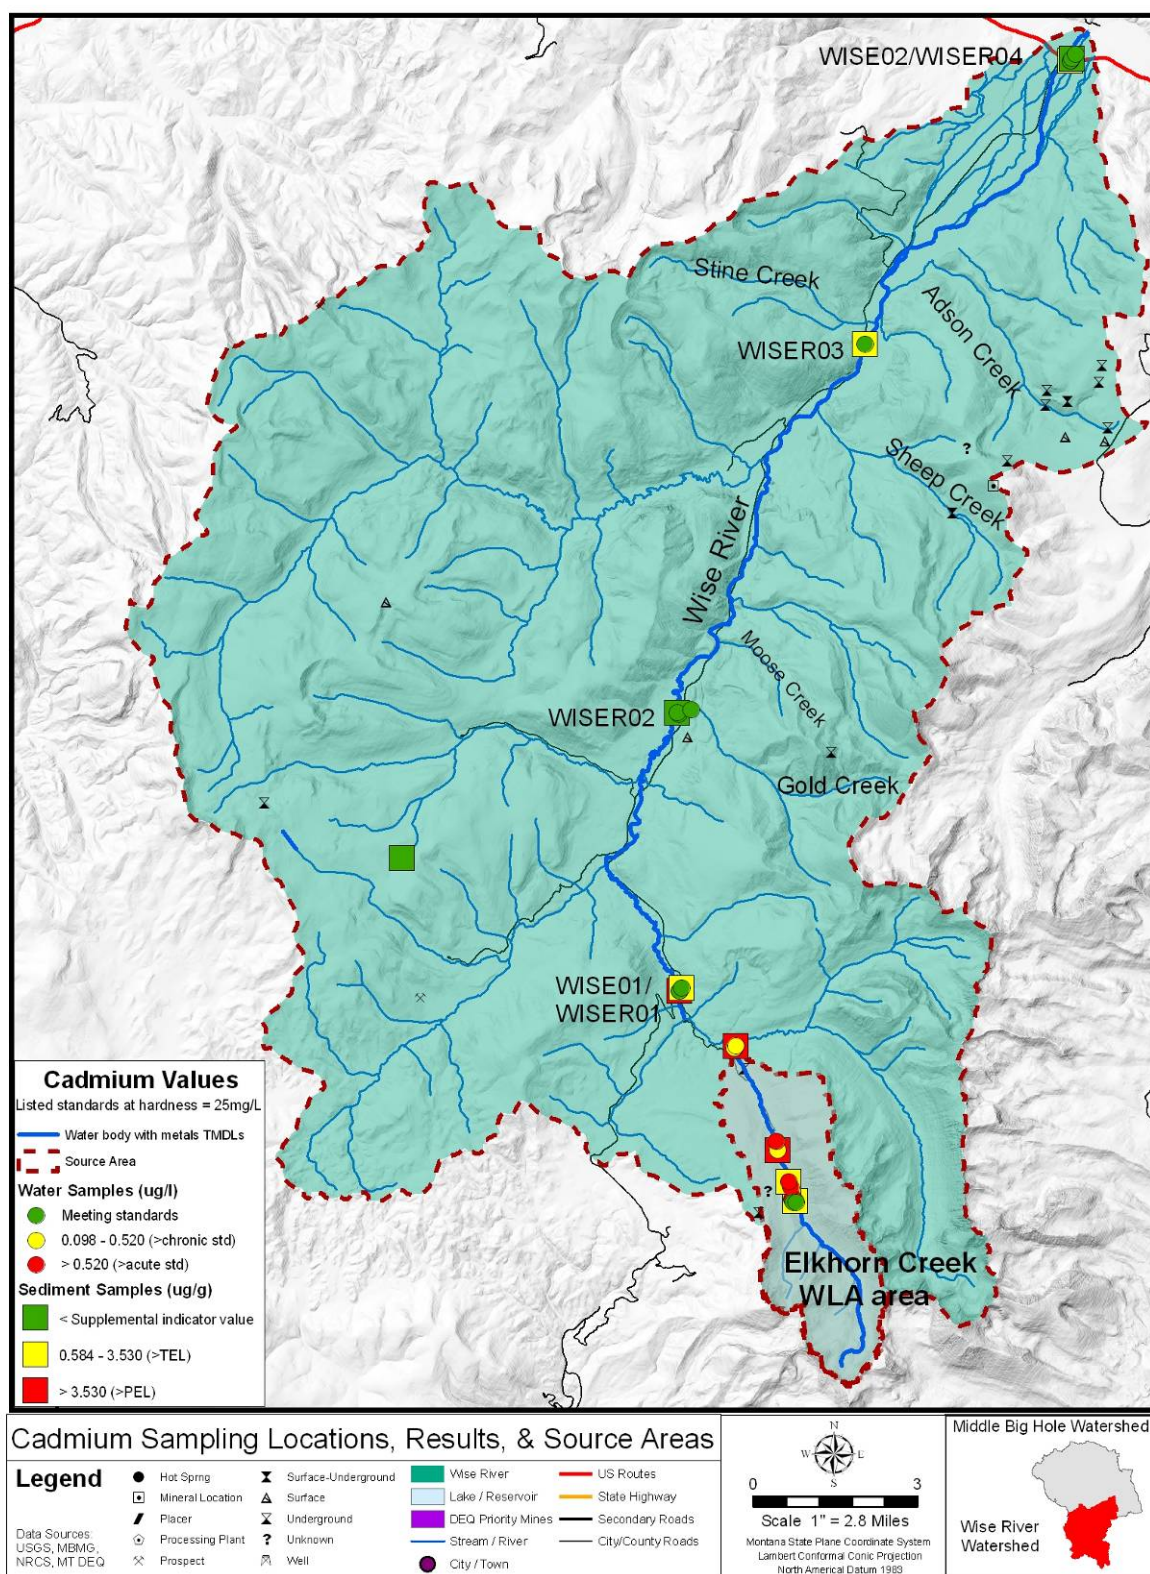 WISE02/WISER04
Stine Creek
Adson Creek
WISER03
Sheep Creek
Wise River
Moose Creek
WISER02
Gold Creek
WISE01/
WISER01
Elkhorn Creek
WLA area
?
?
Cadmium Values
Listed standards at hardness = 25mg/L
Water body with metals TMDLs
Source Area
Water Samples (ug/l)
Meeting standards
0.098 - 0.520 (>chronic std)
> 0.520 (>acute std)
Sediment Samples (ug/g)
< Supplemental indicator value
0.584 - 3.530 (>TEL)
> 3.530 (>PEL)
Cadmium Sampling Locations, Results, & Source Areas
Legend
Data Sources:
USGS, MBMG,
NRCS, MT DEQ
Hot Sprng
Mineral Location
Placer
Processing Plant
Prospect
Surface-Underground
Surface
Underground
? Unknown
Well
Wise River
Lake / Reservoir
DEQ Priority Mines
Stream / River
City / Town
US Routes
State Highway
Secondary Roads
City/County Roads
N
W E
S
0 3
Scale 1" = 2.8 Miles
Montana State Plane Coordinate System
Lambert Conformal Conic Projection
North Americal Datum 1983
Middle Big Hole Watershed
Wise River
Watershed